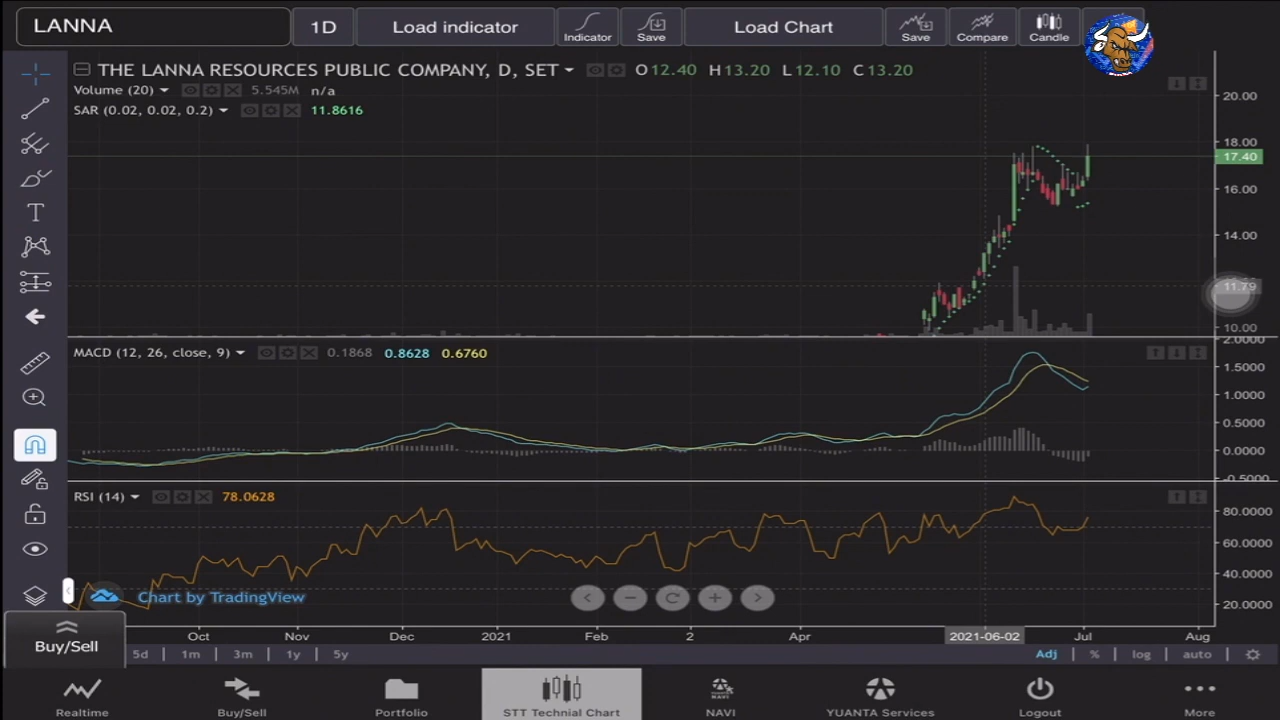 LANNA
1D
Load indicator
Indicator
Save
Load Chart
Save
Compare
Candle
THE LANNA RESOURCES PUBLIC COMPANY, D, SET O12.40 H13.20 L12.10 C13.20
Volume (20) 5.545M n/a
SAR (0.02, 0.02, 0.2) 11.8616
20.00
18.00
17.40
16.00
14.00
11.79
10.00
MACD (12, 26, close, 9) 0.1868 0.8628 0.6760
2.0000
1.5000
1.0000
0.5000
0.0000
-0.5000
RSI (14) 78.0628
80.0000
60.0000
40.0000
20.0000
Chart by TradingView
Oct Nov Dec 2021 Feb 2 Apr 2021-06-02 Jul Aug
Buy/Sell
5d 1m 3m 1y 5y Adj % log auto
Realtime
Buy/Sell
Portfolio
STT Technial Chart
NAVI
YUANTA Services
Logout
More